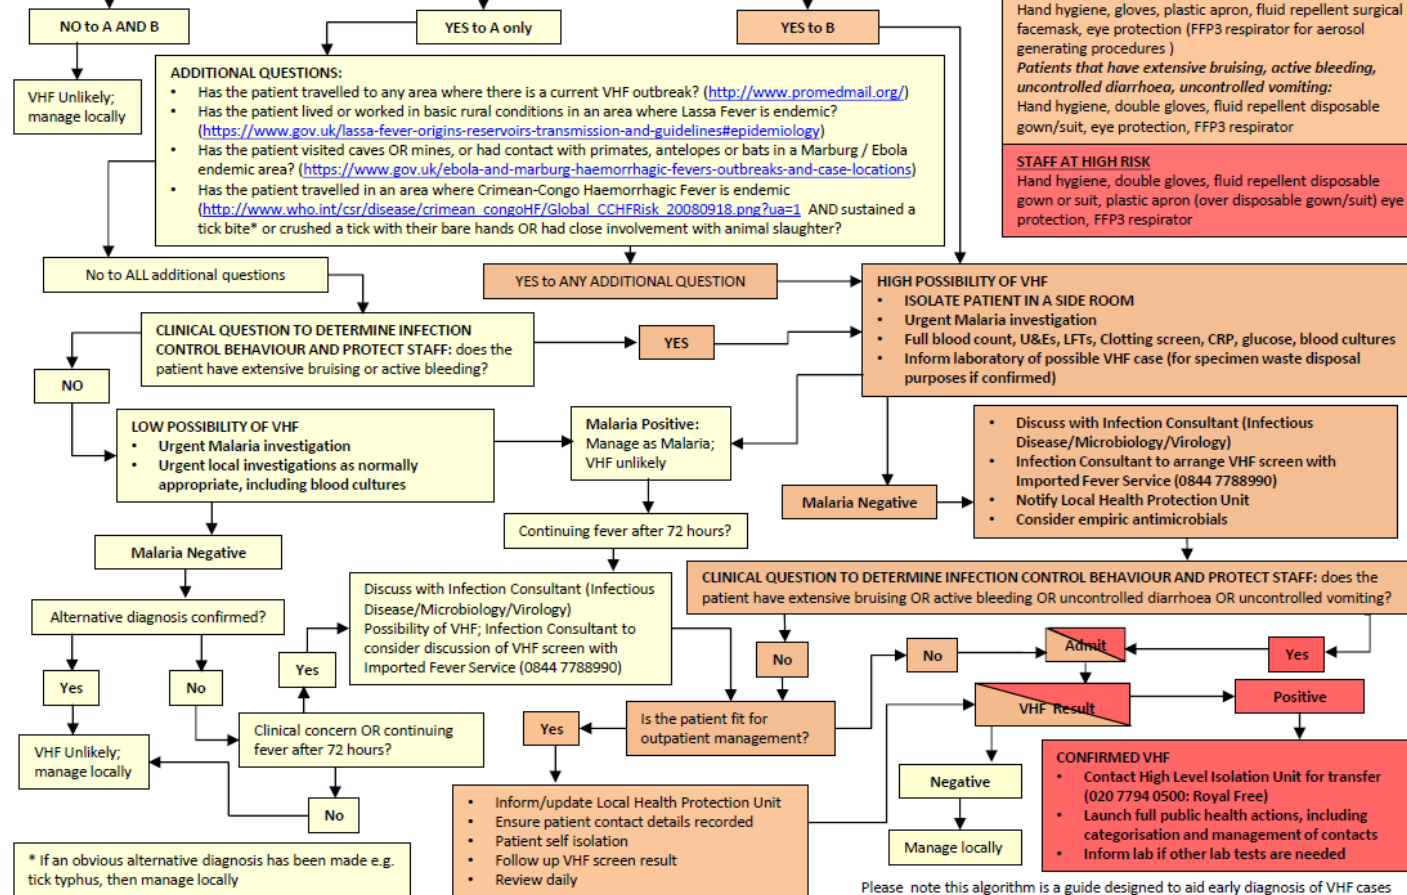 NO to A AND B
YES to A only
YES to B
Hand hygiene, gloves, plastic apron, fluid repellent surgical
facemask, eye protection (FFP3 respirator for aerosol
generating procedures )
Patients that have extensive bruising, active bleeding,
uncontrolled diarrhoea, uncontrolled vomiting:
Hand hygiene, double gloves, fluid repellent disposable
gown/suit, eye protection, FFP3 respirator
STAFF AT HIGH RISK
Hand hygiene, double gloves, fluid repellent disposable
gown or suit, plastic apron (over disposable gown/suit) eye
protection, FFP3 respirator
VHF Unlikely;
manage locally
ADDITIONAL QUESTIONS:
• Has the patient travelled to any area where there is a current VHF outbreak? (http://www.promedmail.org/)
• Has the patient lived or worked in basic rural conditions in an area where Lassa Fever is endemic?
(https://www.gov.uk/lassa-fever-origins-reservoirs-transmission-and-guidelines#epidemiology)
• Has the patient visited caves OR mines, or had contact with primates, antelopes or bats in a Marburg / Ebola
endemic area? (https://www.gov.uk/ebola-and-marburg-haemorrhagic-fevers-outbreaks-and-case-locations)
• Has the patient travelled in an area where Crimean-Congo Haemorrhagic Fever is endemic
(http://www.who.int/csr/disease/crimean_congoHF/Global_CCHFRisk_20080918.png?ua=1 AND sustained a
tick bite* or crushed a tick with their bare hands OR had close involvement with animal slaughter?
No to ALL additional questions
YES to ANY ADDITIONAL QUESTION
HIGH POSSIBILITY OF VHF
• ISOLATE PATIENT IN A SIDE ROOM
• Urgent Malaria investigation
• Full blood count, U&Es, LFTs, Clotting screen, CRP, glucose, blood cultures
• Inform laboratory of possible VHF case (for specimen waste disposal
purposes if confirmed)
CLINICAL QUESTION TO DETERMINE INFECTION
CONTROL BEHAVIOUR AND PROTECT STAFF: does the
patient have extensive bruising or active bleeding?
YES
NO
LOW POSSIBILITY OF VHF
• Urgent Malaria investigation
• Urgent local investigations as normally
appropriate, including blood cultures
Malaria Positive:
Manage as Malaria;
VHF unlikely
Malaria Negative
• Discuss with Infection Consultant (Infectious
Disease/Microbiology/Virology)
• Infection Consultant to arrange VHF screen with
Imported Fever Service (0844 7788990)
• Notify Local Health Protection Unit
• Consider empiric antimicrobials
Continuing fever after 72 hours?
Malaria Negative
CLINICAL QUESTION TO DETERMINE INFECTION CONTROL BEHAVIOUR AND PROTECT STAFF: does the
patient have extensive bruising OR active bleeding OR uncontrolled diarrhoea OR uncontrolled vomiting?
Alternative diagnosis confirmed?
Discuss with Infection Consultant (Infectious
Disease/Microbiology/Virology)
Possibility of VHF; Infection Consultant to
consider discussion of VHF screen with
Imported Fever Service (0844 7788990)
Yes
No
Yes
No
No
Admit
Yes
VHF Result
Positive
Clinical concern OR continuing
fever after 72 hours?
Yes
Is the patient fit for
outpatient management?
VHF Unlikely;
manage locally
No
Negative
Manage locally
CONFIRMED VHF
• Contact High Level Isolation Unit for transfer
(020 7794 0500: Royal Free)
• Launch full public health actions, including
categorisation and management of contacts
• Inform lab if other lab tests are needed
• Inform/update Local Health Protection Unit
• Ensure patient contact details recorded
• Patient self isolation
• Follow up VHF screen result
• Review daily
* If an obvious alternative diagnosis has been made e.g.
tick typhus, then manage locally
Please note this algorithm is a guide designed to aid early diagnosis of VHF cases